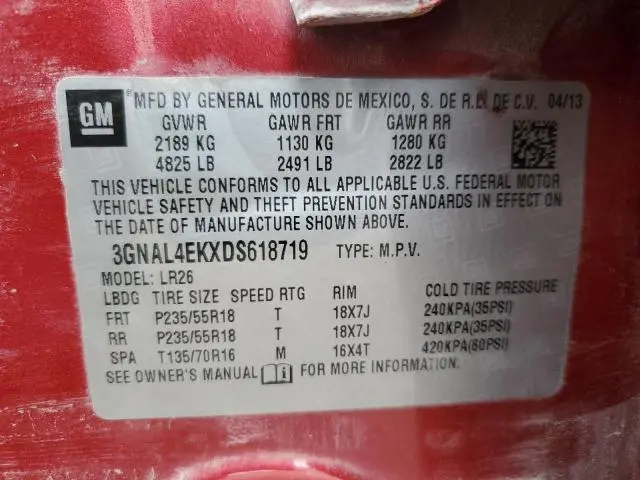 GM® MFD BY GENERAL MOTORS DE MEXICO, S. DE R.L. DE C.V. 04/13
GVWR GAWR FRT GAWR RR
2189 KG 1130 KG 1280 KG
4825 LB 2491 LB 2822 LB
THIS VEHICLE CONFORMS TO ALL APPLICABLE U.S. FEDERAL MOTOR
VEHICLE SAFETY AND THEFT PREVENTION STANDARDS IN EFFECT ON
THE DATE OF MANUFACTURE SHOWN ABOVE.
3GNAL4EKXDS618719 TYPE: M.P.V.
MODEL: LR26
LBDG TIRE SIZE SPEED RTG RIM COLD TIRE PRESSURE
FRT P235/55R18 T 18X7J 240KPA(35PSI)
RR P235/55R18 T 18X7J 240KPA(35PSI)
SPA T135/70R16 M 16X4T 420KPA(60PSI)
SEE OWNER'S MANUAL FOR MORE INFORMATION.